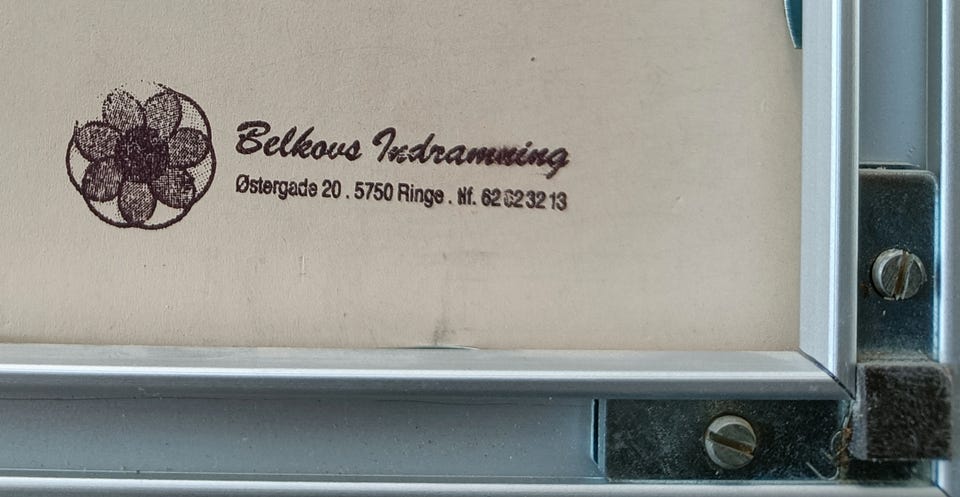 Belkovs Indramning
Østergade 20 . 5750 Ringe . tlf. 62 62 32 13